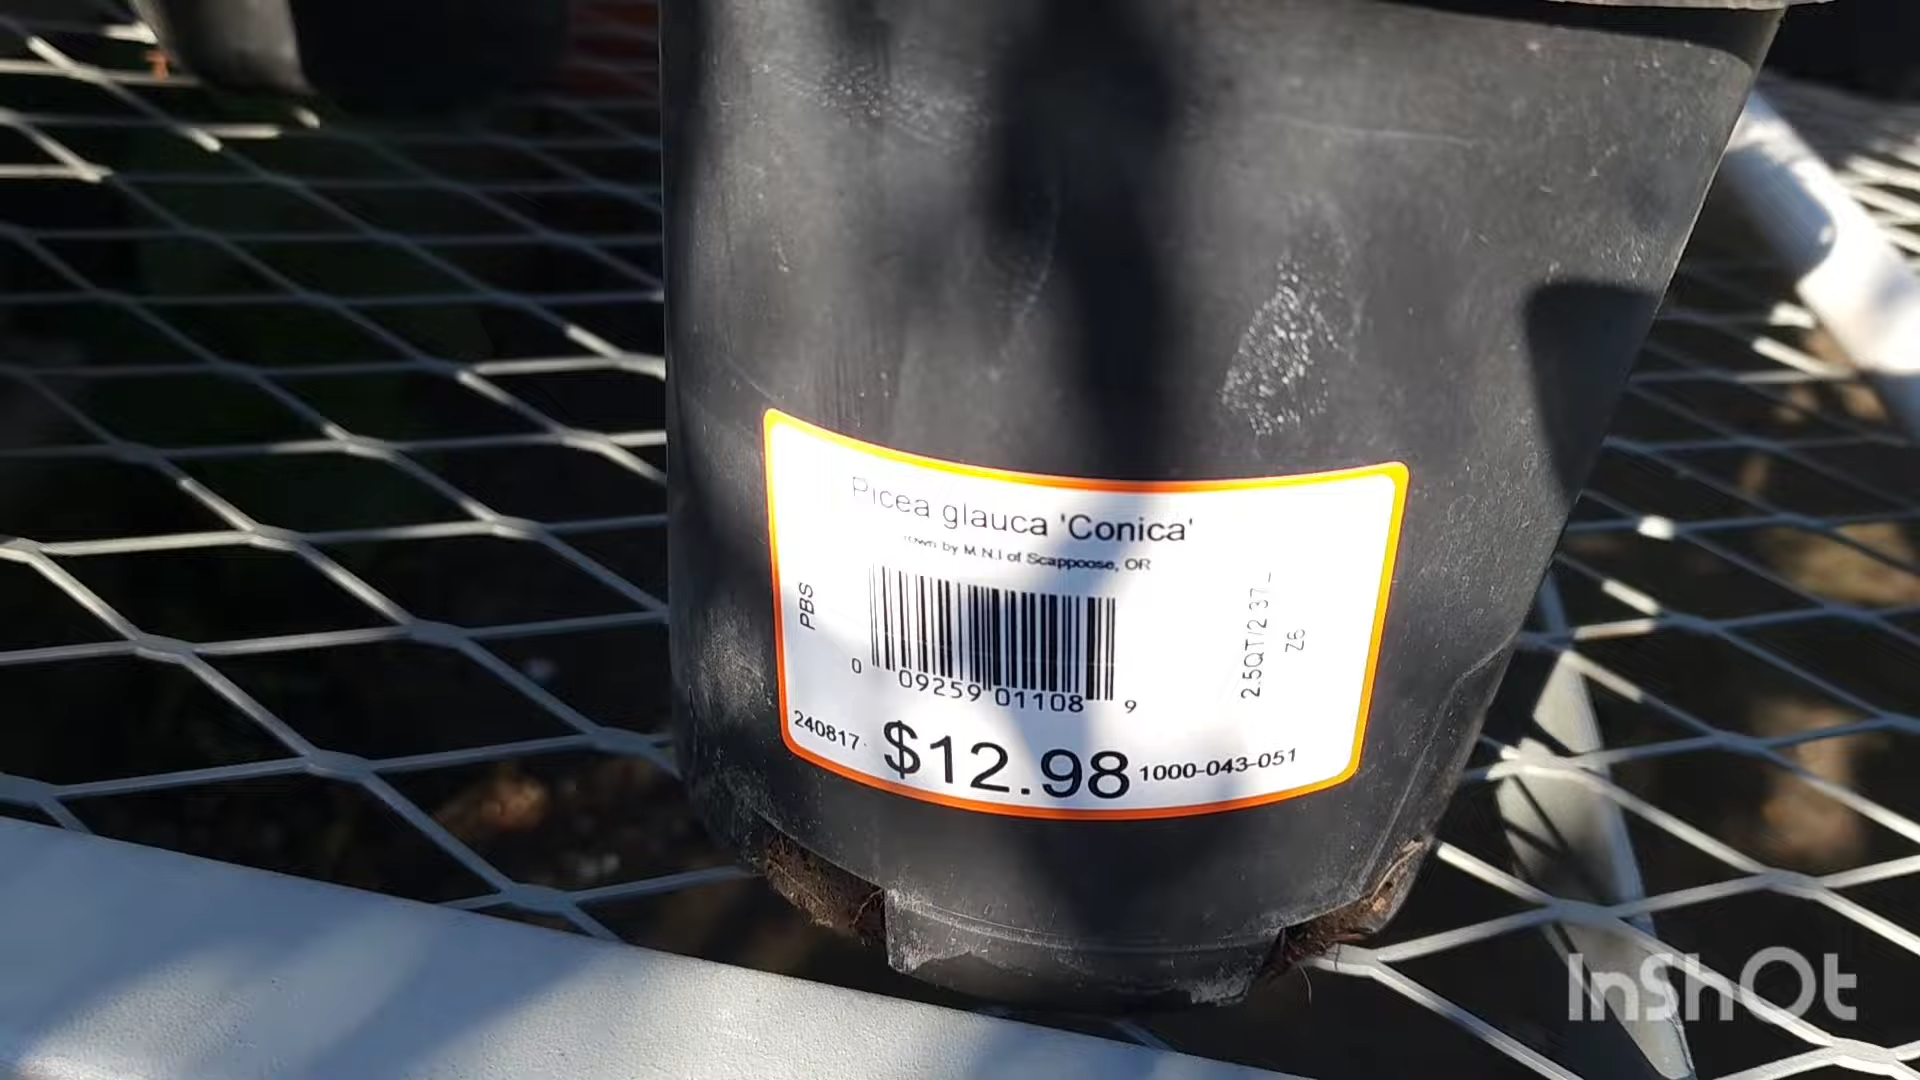 Picea glauca 'Conica'
by M.N.I of Scappoose, OR
PBS
0 09259 01108 9
2.5QT/2.37
Z6
240817
$12.98
1000-043-051
InShOt